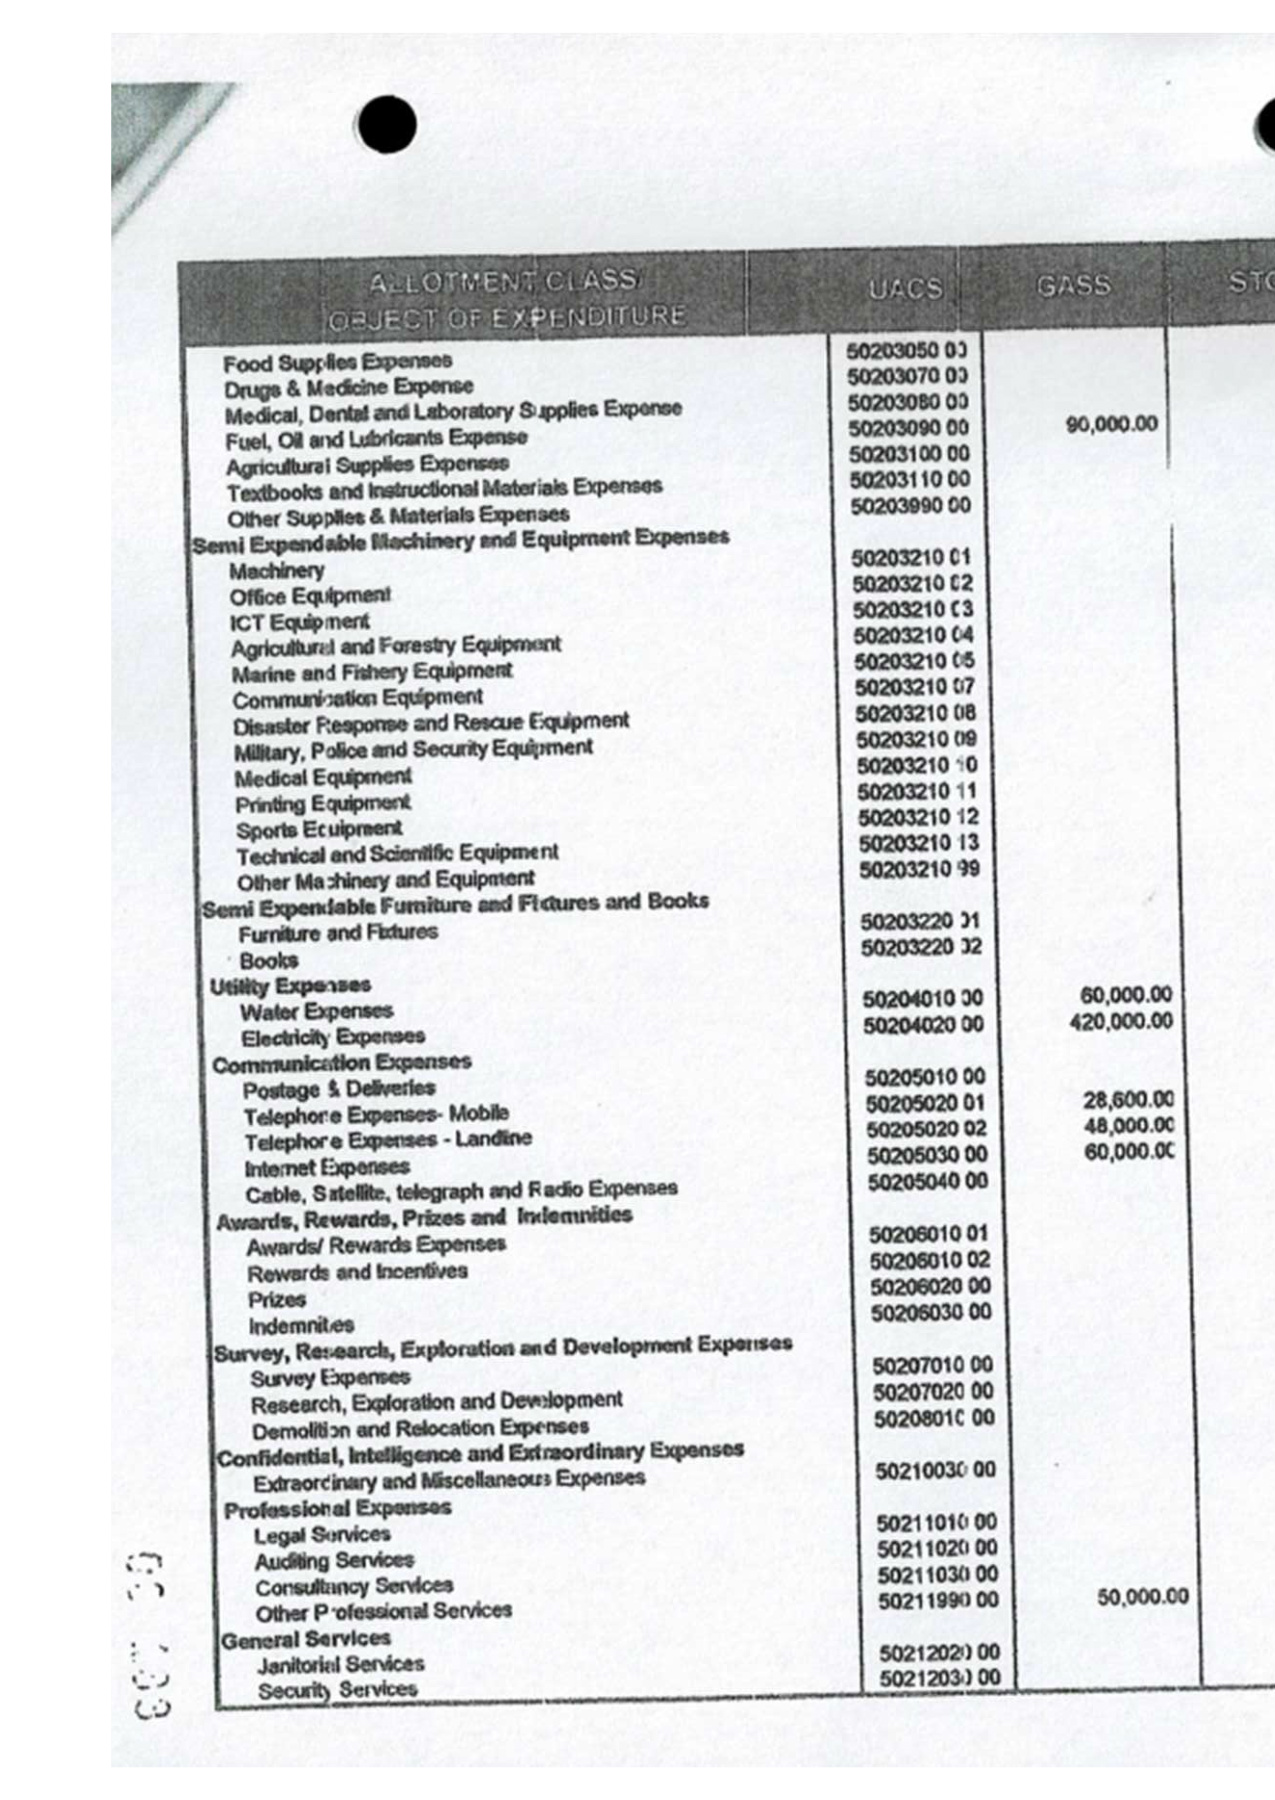 ALLOTMENT CLASS/ UACS GASS
OBJECT OF EXPENDITURE
Food Supplies Expenses 50203050 00
Drugs & Medicine Expense 50203070 00
Medical, Dental and Laboratory Supplies Expense 50203080 00
Fuel, Oil and Lubricants Expense 50203090 00 90,000.00
Agricultural Supplies Expenses 50203100 00
Textbooks and Instructional Materials Expenses 50203110 00
Other Supplies & Materials Expenses 50203990 00
Semi Expendable Machinery and Equipment Expenses
Machinery 50203210 01
Office Equipment 50203210 02
ICT Equipment 50203210 03
Agricultural and Forestry Equipment 50203210 04
Marine and Fishery Equipment 50203210 05
Communication Equipment 50203210 07
Disaster Response and Rescue Equipment 50203210 08
Military, Police and Security Equipment 50203210 09
Medical Equipment 50203210 10
Printing Equipment 50203210 11
Sports Equipment 50203210 12
Technical and Scientific Equipment 50203210 13
Other Machinery and Equipment 50203210 99
Semi Expendable Furniture and Fixtures and Books
Furniture and Fixtures 50203220 01
Books 50203220 02
Utility Expenses
Water Expenses 50204010 00 60,000.00
Electricity Expenses 50204020 00 420,000.00
Communication Expenses
Postage & Deliveries 50205010 00
Telephone Expenses- Mobile 50205020 01 28,600.00
Telephone Expenses - Landline 50205020 02 48,000.00
Internet Expenses 50205030 00 60,000.00
Cable, Satellite, telegraph and Radio Expenses 50205040 00
Awards, Rewards, Prizes and Indemnities
Awards/ Rewards Expenses 50206010 01
Rewards and Incentives 50206010 02
Prizes 50206020 00
Indemnities 50206030 00
Survey, Research, Exploration and Development Expenses
Survey Expenses 50207010 00
Research, Exploration and Development 50207020 00
Demolition and Relocation Expenses 50208010 00
Confidential, Intelligence and Extraordinary Expenses
Extraordinary and Miscellaneous Expenses 50210030 00
Professional Expenses
Legal Services 50211010 00
Auditing Services 50211020 00
Consultancy Services 50211030 00
Other Professional Services 50211990 00 50,000.00
General Services
Janitorial Services 50212020 00
Security Services 50212030 00